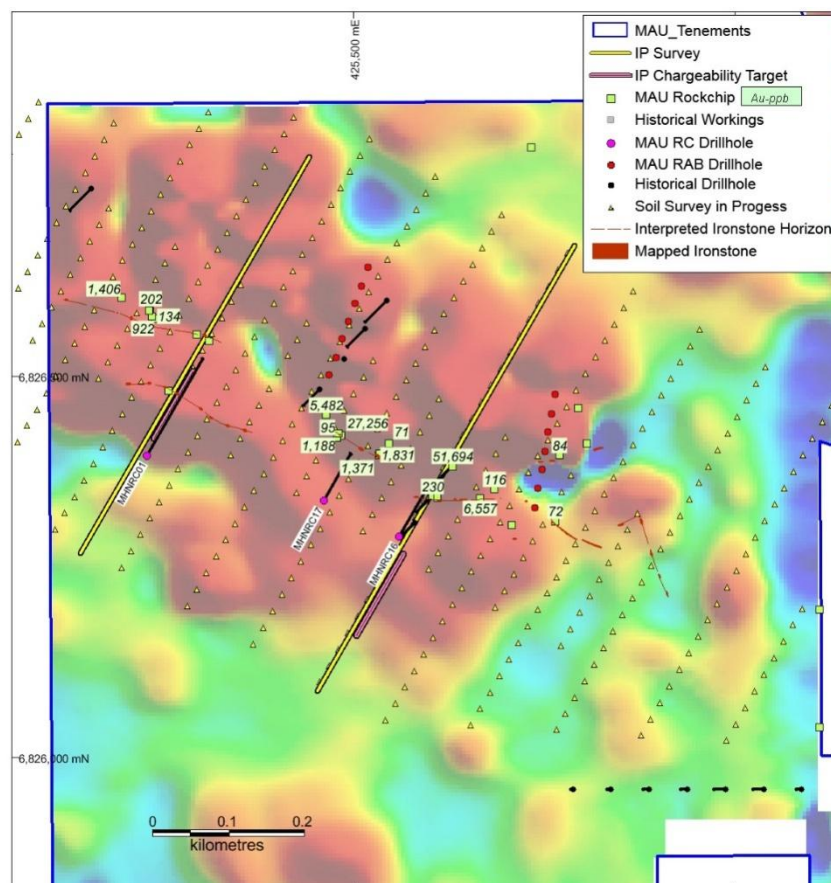 425,500 mE
MAU_Tenements
IP Survey
IP Chargeability Target
MAU Rockchip Au-ppb
Historical Workings
MAU RC Drillhole
MAU RAB Drillhole
Historical Drillhole
Soil Survey in Progess
Interpreted Ironstone Horizon
Mapped Ironstone
1,406
202
134
922
6,826,500 mN
5,482
95
27,256
71
1,188
1,831
1,371
51,694
84
230
116
6,557
72
MHNRC01
MHNRC17
MHNRC16
6,826,000 mN
0 0.1 0.2
kilometres